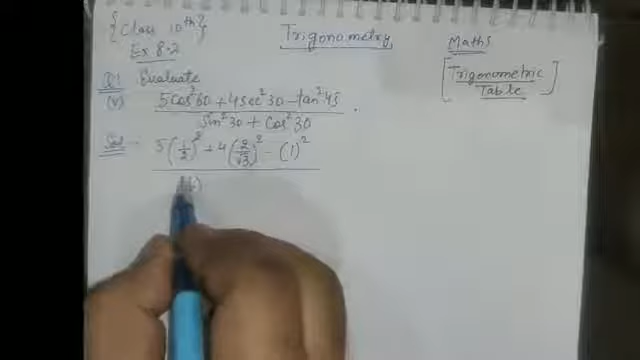 {Class 10th}
Ex 8.2
Trigonometry
Maths
[Trigonometric
Table]
Q1 Evaluate
(v) 5cos²60 + 4sec²30 - tan²45
sin²30 + cos²30 .
Sol - 5(1/2)² + 4(2/√3)² - (1)²